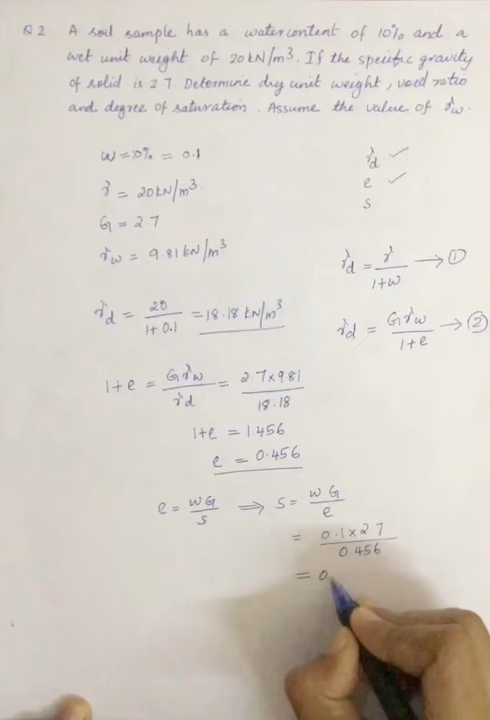 Q2 A soil sample has a water content of 10% and a
wet unit weight of 20 kN/m³. If the specific gravity
of solid is 2.7 Determine dry unit weight, void ratio
and degree of saturation. Assume the value of γw.
w = 10% = 0.1
γd ✓
γ = 20 kN/m³
e ✓
G = 2.7
s
γw = 9.81 kN/m³
γd = γ / 1+w → ①
γd = 20 / 1+0.1 = 18.18 kN/m³
γd = Gγw / 1+e → ②
1+e = Gγw / γd = 2.7×9.81 / 18.18
1+e = 1.456
e = 0.456
e = wG / s ⟹ s = wG / e
= 0.1×2.7 / 0.456
= 0.